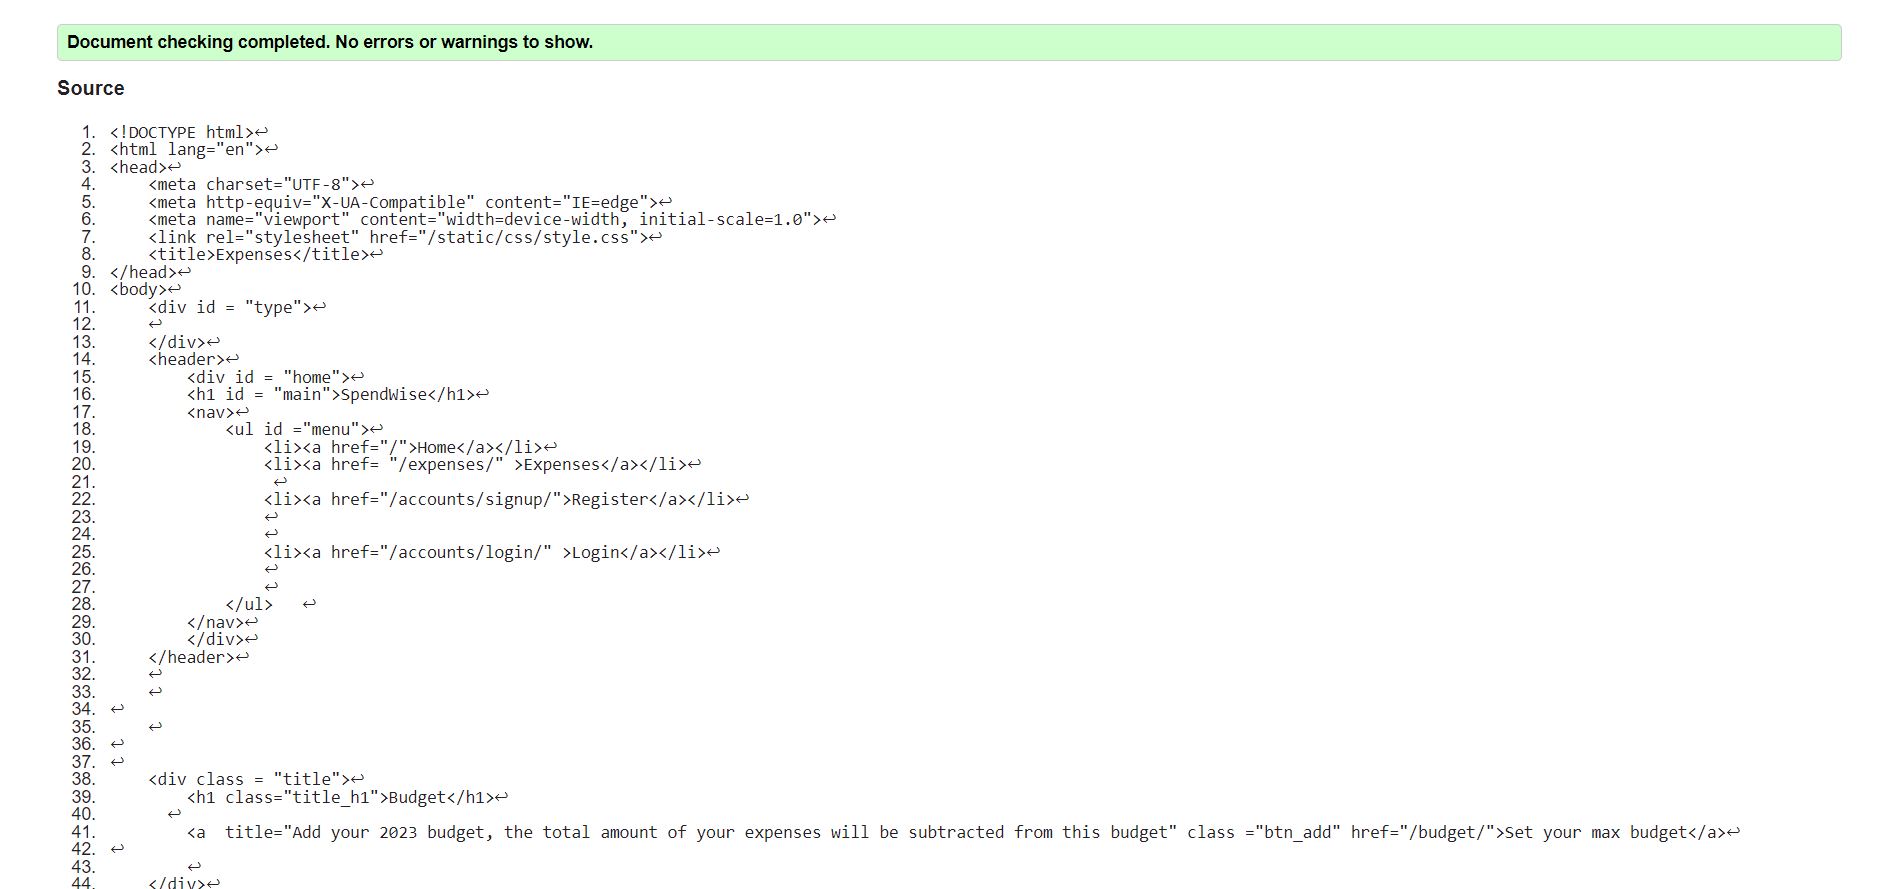 Document checking completed. No errors or warnings to show.
Source
1. <!DOCTYPE html>↩
2. <html lang="en">↩
3. <head>↩
4.     <meta charset="UTF-8">↩
5.     <meta http-equiv="X-UA-Compatible" content="IE=edge">↩
6.     <meta name="viewport" content="width=device-width, initial-scale=1.0">↩
7.     <link rel="stylesheet" href="/static/css/style.css">↩
8.     <title>Expenses</title>↩
9. </head>↩
10. <body>↩
11.     <div id = "type">↩
12.     ↩
13.     </div>↩
14.     <header>↩
15.         <div id = "home">↩
16.         <h1 id = "main">SpendWise</h1>↩
17.         <nav>↩
18.             <ul id ="menu">↩
19.                 <li><a href="/">Home</a></li>↩
20.                 <li><a href= "/expenses/" >Expenses</a></li>↩
21.                  ↩
22.                 <li><a href="/accounts/signup/">Register</a></li>↩
23.                 ↩
24.                 ↩
25.                 <li><a href="/accounts/login/" >Login</a></li>↩
26.                 ↩
27.                 ↩
28.             </ul>   ↩
29.         </nav>↩
30.         </div>↩
31.     </header>↩
32.     ↩
33.     ↩
34. ↩
35.     ↩
36. ↩
37. ↩
38.     <div class = "title">↩
39.         <h1 class="title_h1">Budget</h1>↩
40.       ↩
41.         <a  title="Add your 2023 budget, the total amount of your expenses will be subtracted from this budget" class ="btn_add" href="/budget/">Set your max budget</a>↩
42. ↩
43.         ↩
44.     </div>↩